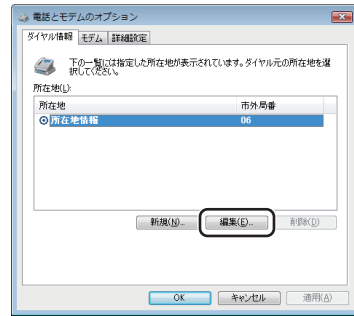 電話とモデムのオプション
ダイヤル情報 モデム 詳細設定
下の一覧には指定した所在地が表示されています。ダイヤル元の所在地を選
択してください。
所在地(L):
所在地 市外局番
所在地情報 06
新規(N)... 編集(E)... 削除(D)
OK キャンセル 適用(A)